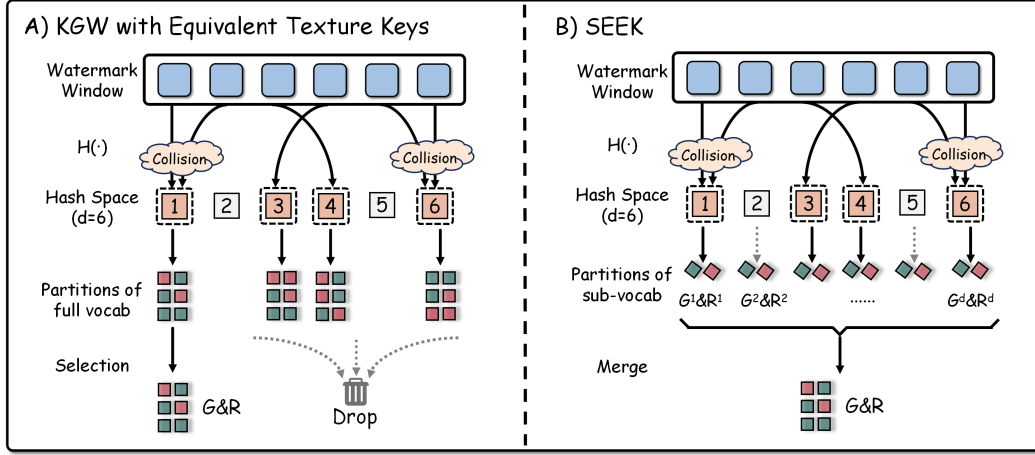 A) KGW with Equivalent Texture Keys
Watermark
Window
H(·)
Collision
Collision
Hash Space
(d=6)
1
2
3
4
5
6
Partitions of
full vocab
Selection
G&R
Drop
B) SEEK
Watermark
Window
H(·)
Collision
Collision
Hash Space
(d=6)
1
2
3
4
5
6
Partitions of
sub-vocab
G¹&R¹
G²&R²
......
Gᵈ&Rᵈ
Merge
G&R